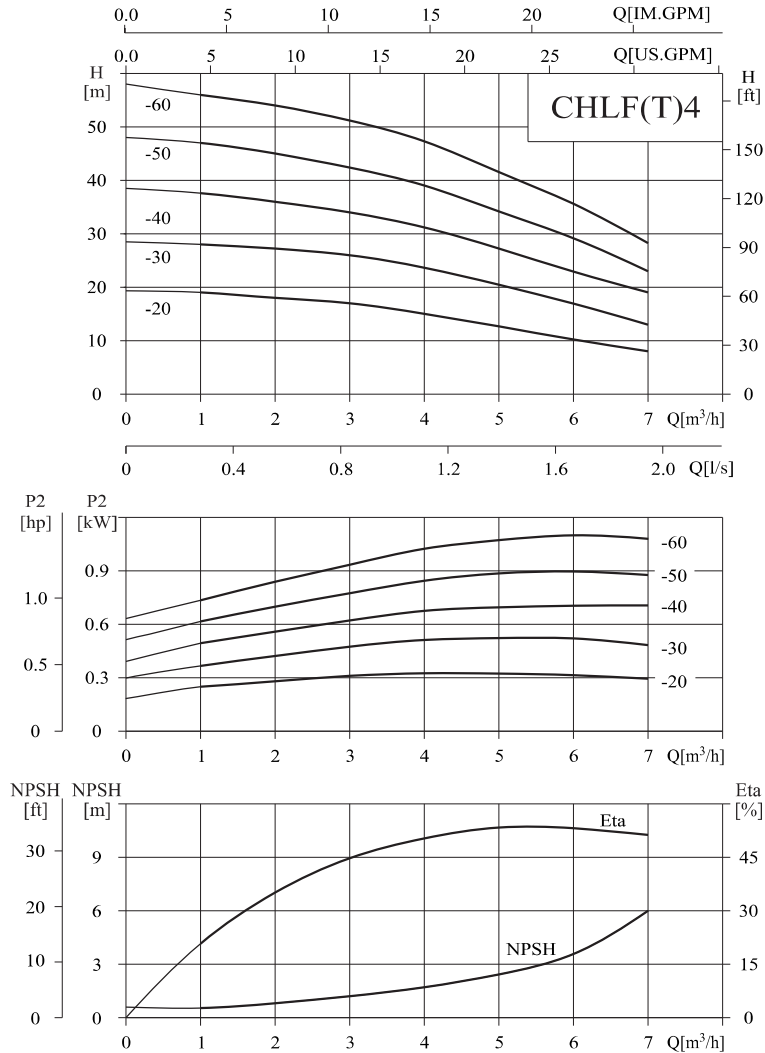 0.0 5 10 15 20 Q[IM.GPM]
0.0 5 10 15 20 25 Q[US.GPM]
H
[m]
H
[ft]
CHLF(T)4
-60
-50
-40
-30
-20
50
40
30
20
10
0
150
120
90
60
30
0
0 1 2 3 4 5 6 7 Q[m³/h]
0 0.4 0.8 1.2 1.6 2.0 Q[l/s]
P2
[hp]
P2
[kW]
1.0
0.5
0
0.9
0.6
0.3
0
-60
-50
-40
-30
-20
0 1 2 3 4 5 6 7 Q[m³/h]
NPSH
[ft]
NPSH
[m]
Eta
[%]
30
20
10
0
9
6
3
0
Eta
NPSH
45
30
15
0
0 1 2 3 4 5 6 7 Q[m³/h]